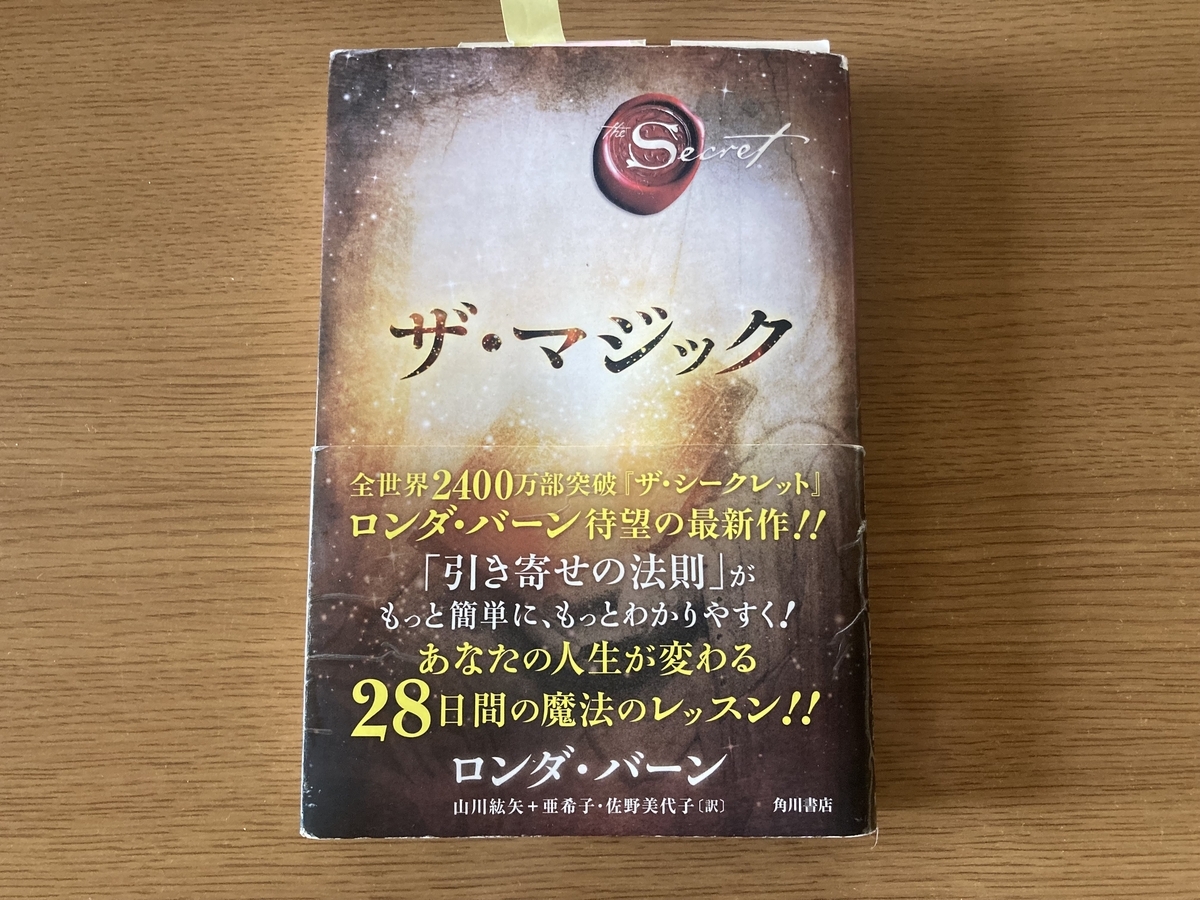 the Secret
ザ・マジック
全世界2400万部突破『ザ・シークレット』
ロンダ・バーン待望の最新作!!
「引き寄せの法則」が
もっと簡単に、もっとわかりやすく!
あなたの人生が変わる
28日間の魔法のレッスン!!
ロンダ・バーン
山川紘矢+亜希子・佐野美代子〔訳〕
角川書店